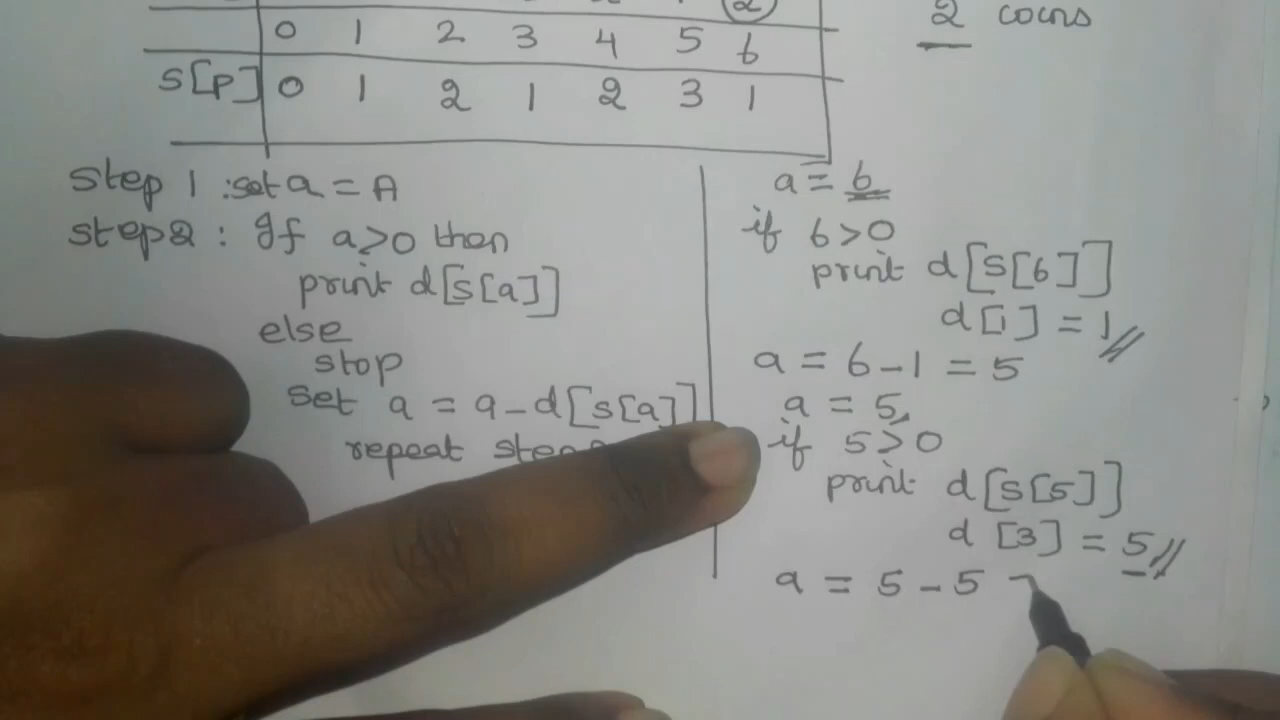 2 coins
0 1 2 3 4 5 6
S[p] 0 1 2 1 2 3 1
Step 1 : set a = A
step 2 : If a > 0 then
print d[s[a]]
else
stop
set a = a - d[s[a]]
repeat
a = 6
if 6 > 0
print d[S[6]]
d[1] = 1
a = 6 - 1 = 5
a = 5
if 5 > 0
print d[S[5]]
d[3] = 5
a = 5 - 5